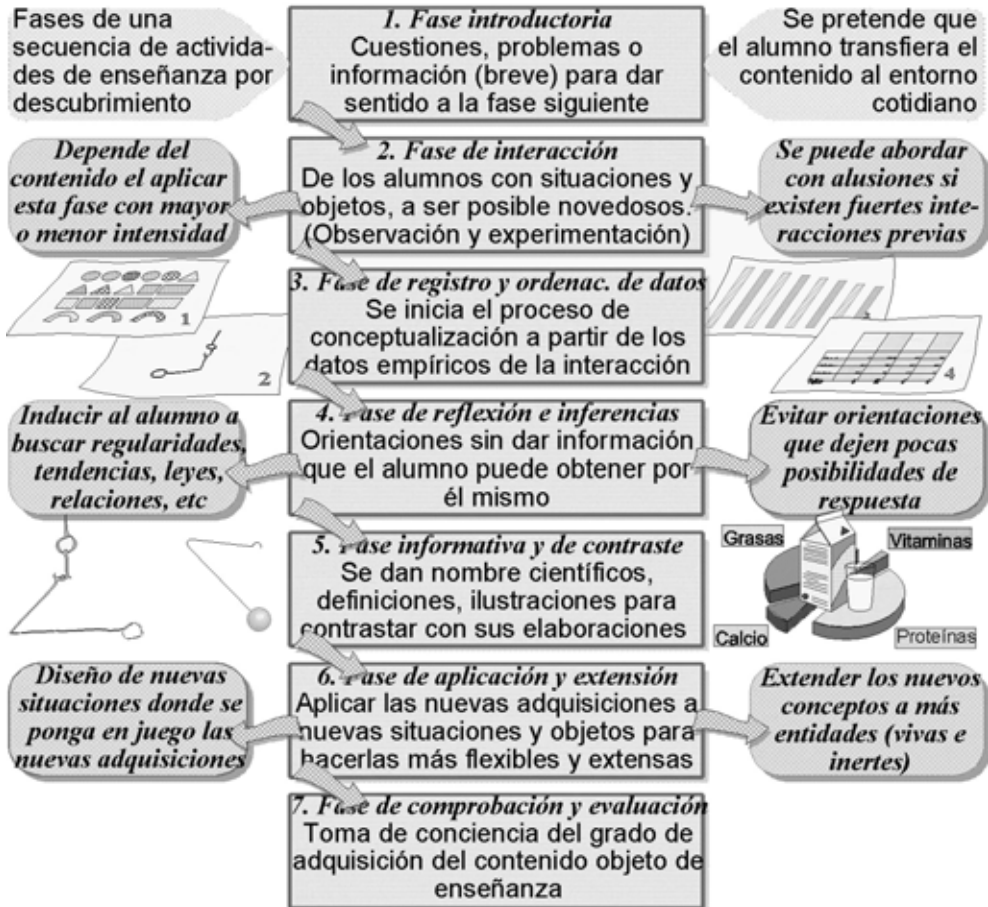 Fases de una
secuencia de activida-
des de enseñanza por
descubrimiento
1. Fase introductoria
Cuestiones, problemas o
información (breve) para dar
sentido a la fase siguiente
Se pretende que
el alumno transfiera el
contenido al entorno
cotidiano
Depende del
contenido el aplicar
esta fase con mayor
o menor intensidad
2. Fase de interacción
De los alumnos con situaciones y
objetos, a ser posible novedosos.
(Observación y experimentación)
Se puede abordar
con alusiones si
existen fuertes inte-
racciones previas
1
2
3. Fase de registro y ordenac. de datos
Se inicia el proceso de
conceptualización a partir de los
datos empíricos de la interacción
4
Inducir al alumno a
buscar regularidades,
tendencias, leyes,
relaciones, etc
4. Fase de reflexión e inferencias
Orientaciones sin dar información
que el alumno puede obtener por
él mismo
Evitar orientaciones
que dejen pocas
posibilidades de
respuesta
5. Fase informativa y de contraste
Se dan nombre científicos,
definiciones, ilustraciones para
contrastar con sus elaboraciones
Grasas
Vitaminas
Calcio
Proteínas
Diseño de nuevas
situaciones donde se
ponga en juego las
nuevas adquisiciones
6. Fase de aplicación y extensión
Aplicar las nuevas adquisiciones a
nuevas situaciones y objetos para
hacerlas más flexibles y extensas
Extender los nuevos
conceptos a más
entidades (vivas e
inertes)
7. Fase de comprobación y evaluación
Toma de conciencia del grado de
adquisición del contenido objeto de
enseñanza